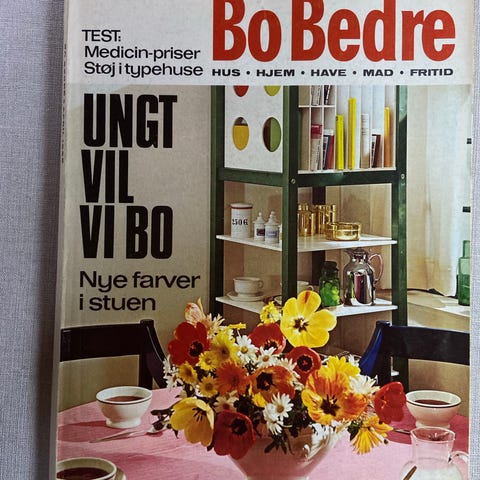 TEST:
Medicin-priser
Støj i typehuse
Bo Bedre
HUS • HJEM • HAVE • MAD • FRITID
UNGT
VIL
VI BO
Nye farver
i stuen
250G